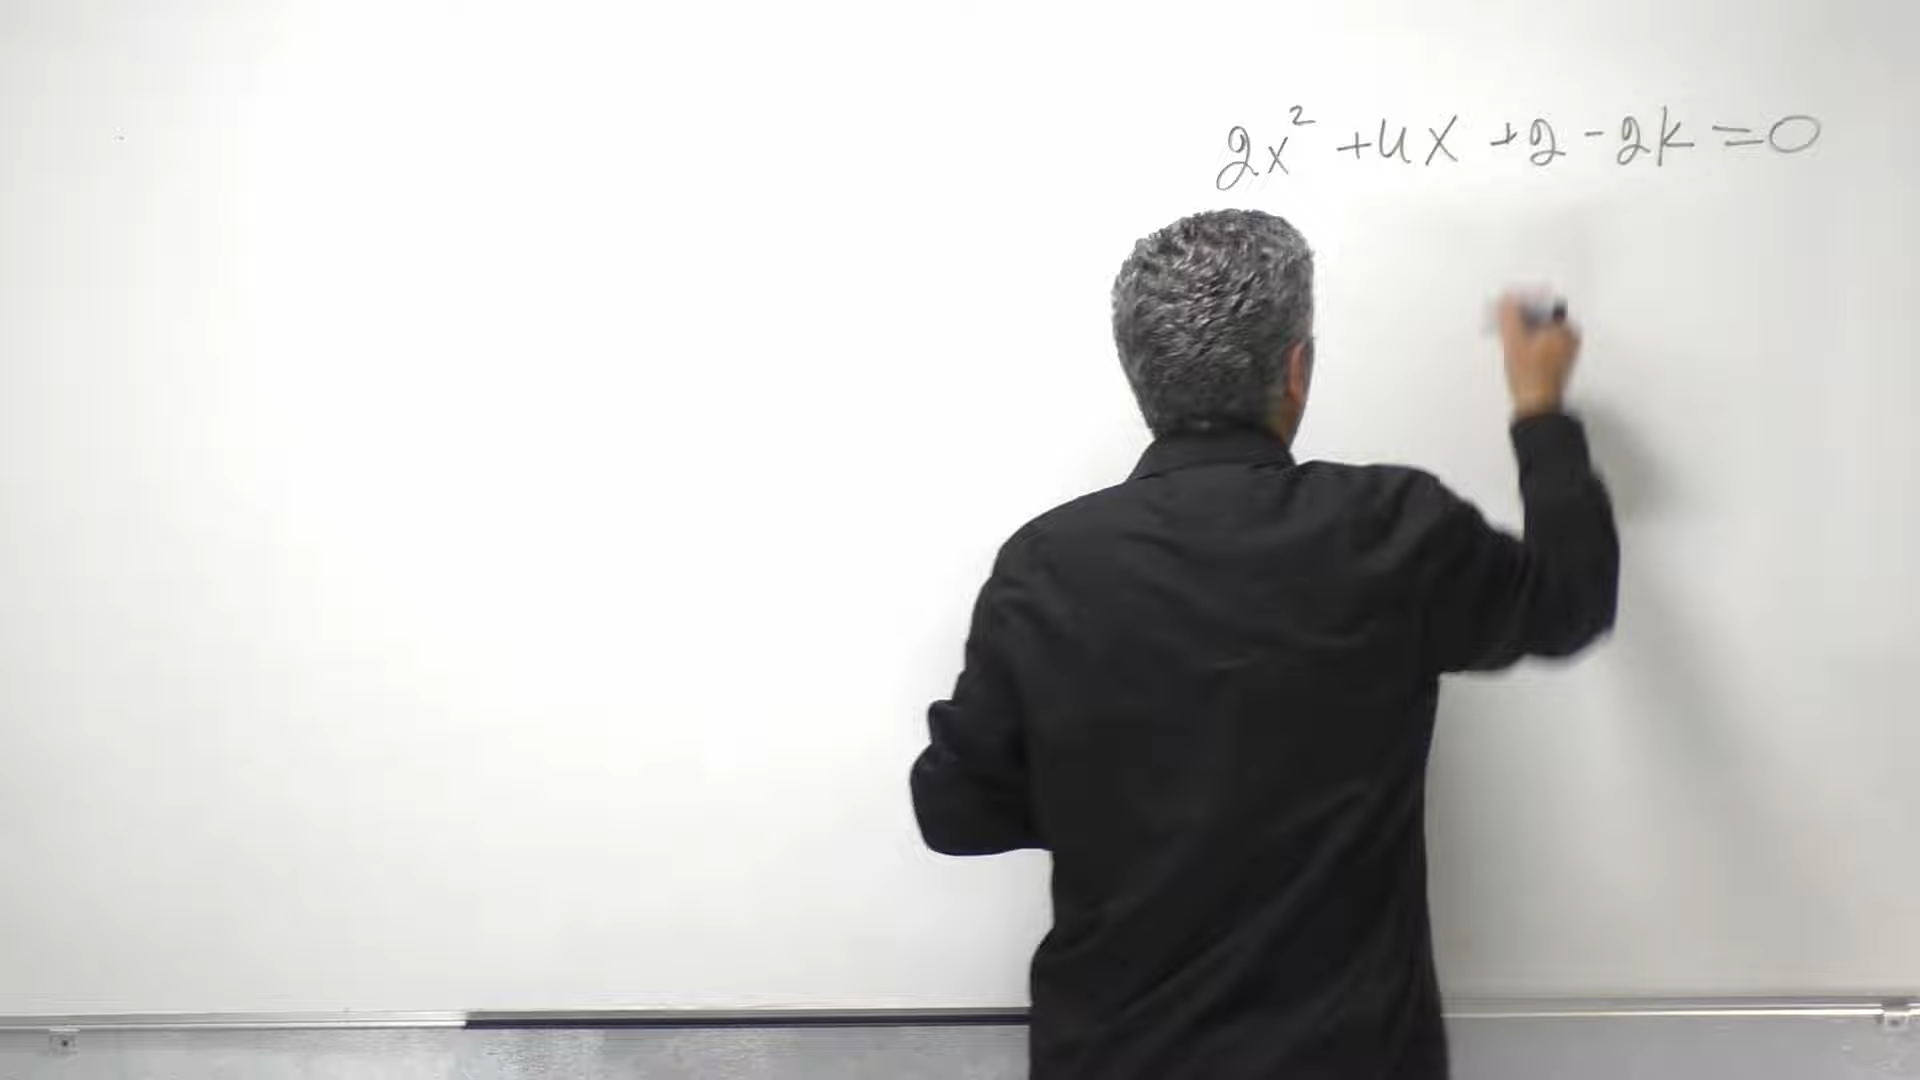 2x² +4x +2 - 2k = 0